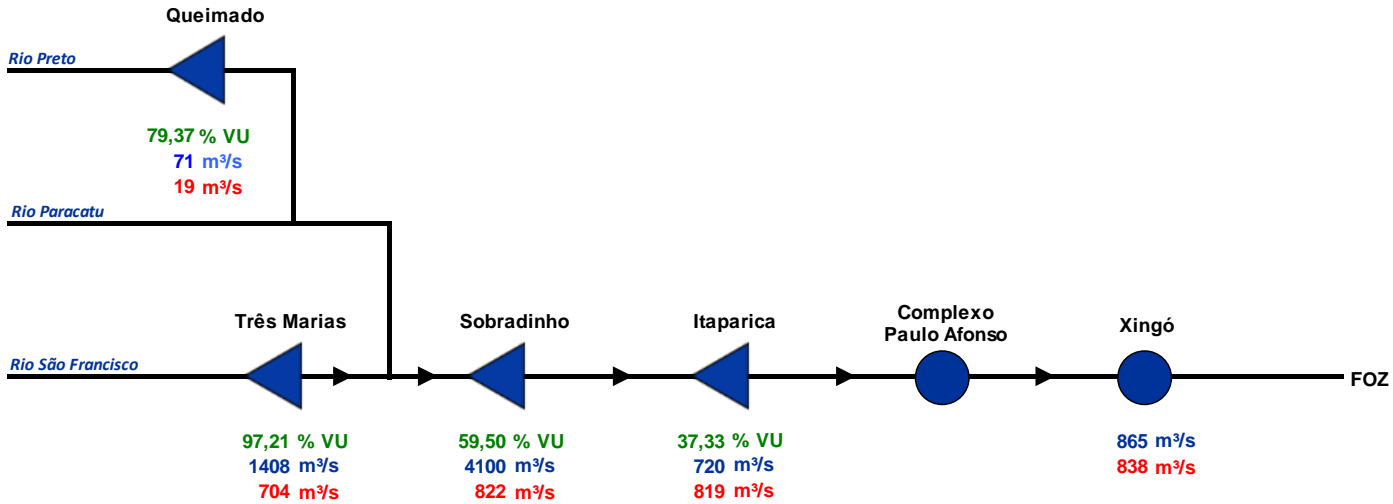 Queimado
Rio Preto
79,37 % VU
71 m³/s
19 m³/s
Rio Paracatu
Três Marias
Sobradinho
Itaparica
Complexo
Paulo Afonso
Xingó
Rio São Francisco
FOZ
97,21 % VU
1408 m³/s
704 m³/s
59,50 % VU
4100 m³/s
822 m³/s
37,33 % VU
720 m³/s
819 m³/s
865 m³/s
838 m³/s